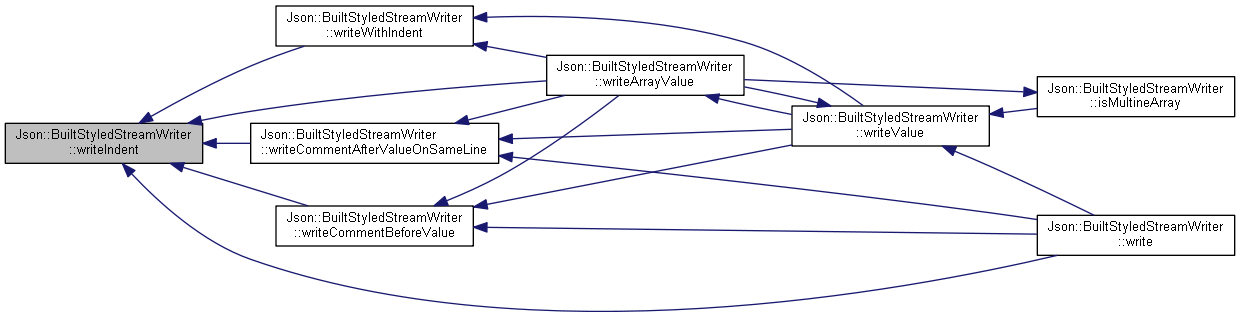 Json::BuiltStyledStreamWriter
::writeIndent
Json::BuiltStyledStreamWriter
::writeWithIndent
Json::BuiltStyledStreamWriter
::writeArrayValue
Json::BuiltStyledStreamWriter
::writeCommentAfterValueOnSameLine
Json::BuiltStyledStreamWriter
::writeCommentBeforeValue
Json::BuiltStyledStreamWriter
::writeValue
Json::BuiltStyledStreamWriter
::isMultineArray
Json::BuiltStyledStreamWriter
::write